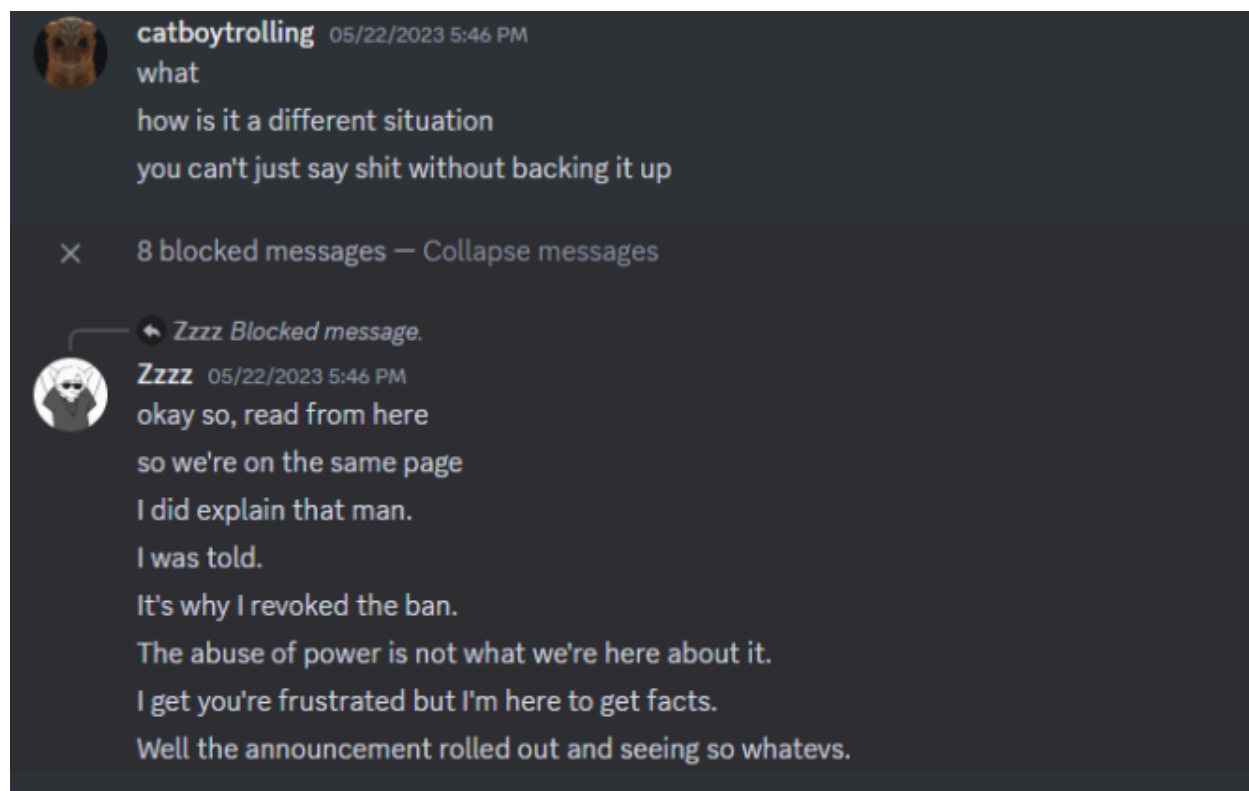 catboytrolling 05/22/2023 5:46 PM
what
how is it a different situation
you can't just say shit without backing it up
8 blocked messages — Collapse messages
Zzzz Blocked message.
Zzzz 05/22/2023 5:46 PM
okay so, read from here
so we're on the same page
I did explain that man.
I was told.
It's why I revoked the ban.
The abuse of power is not what we're here about it.
I get you're frustrated but I'm here to get facts.
Well the announcement rolled out and seeing so whatevs.